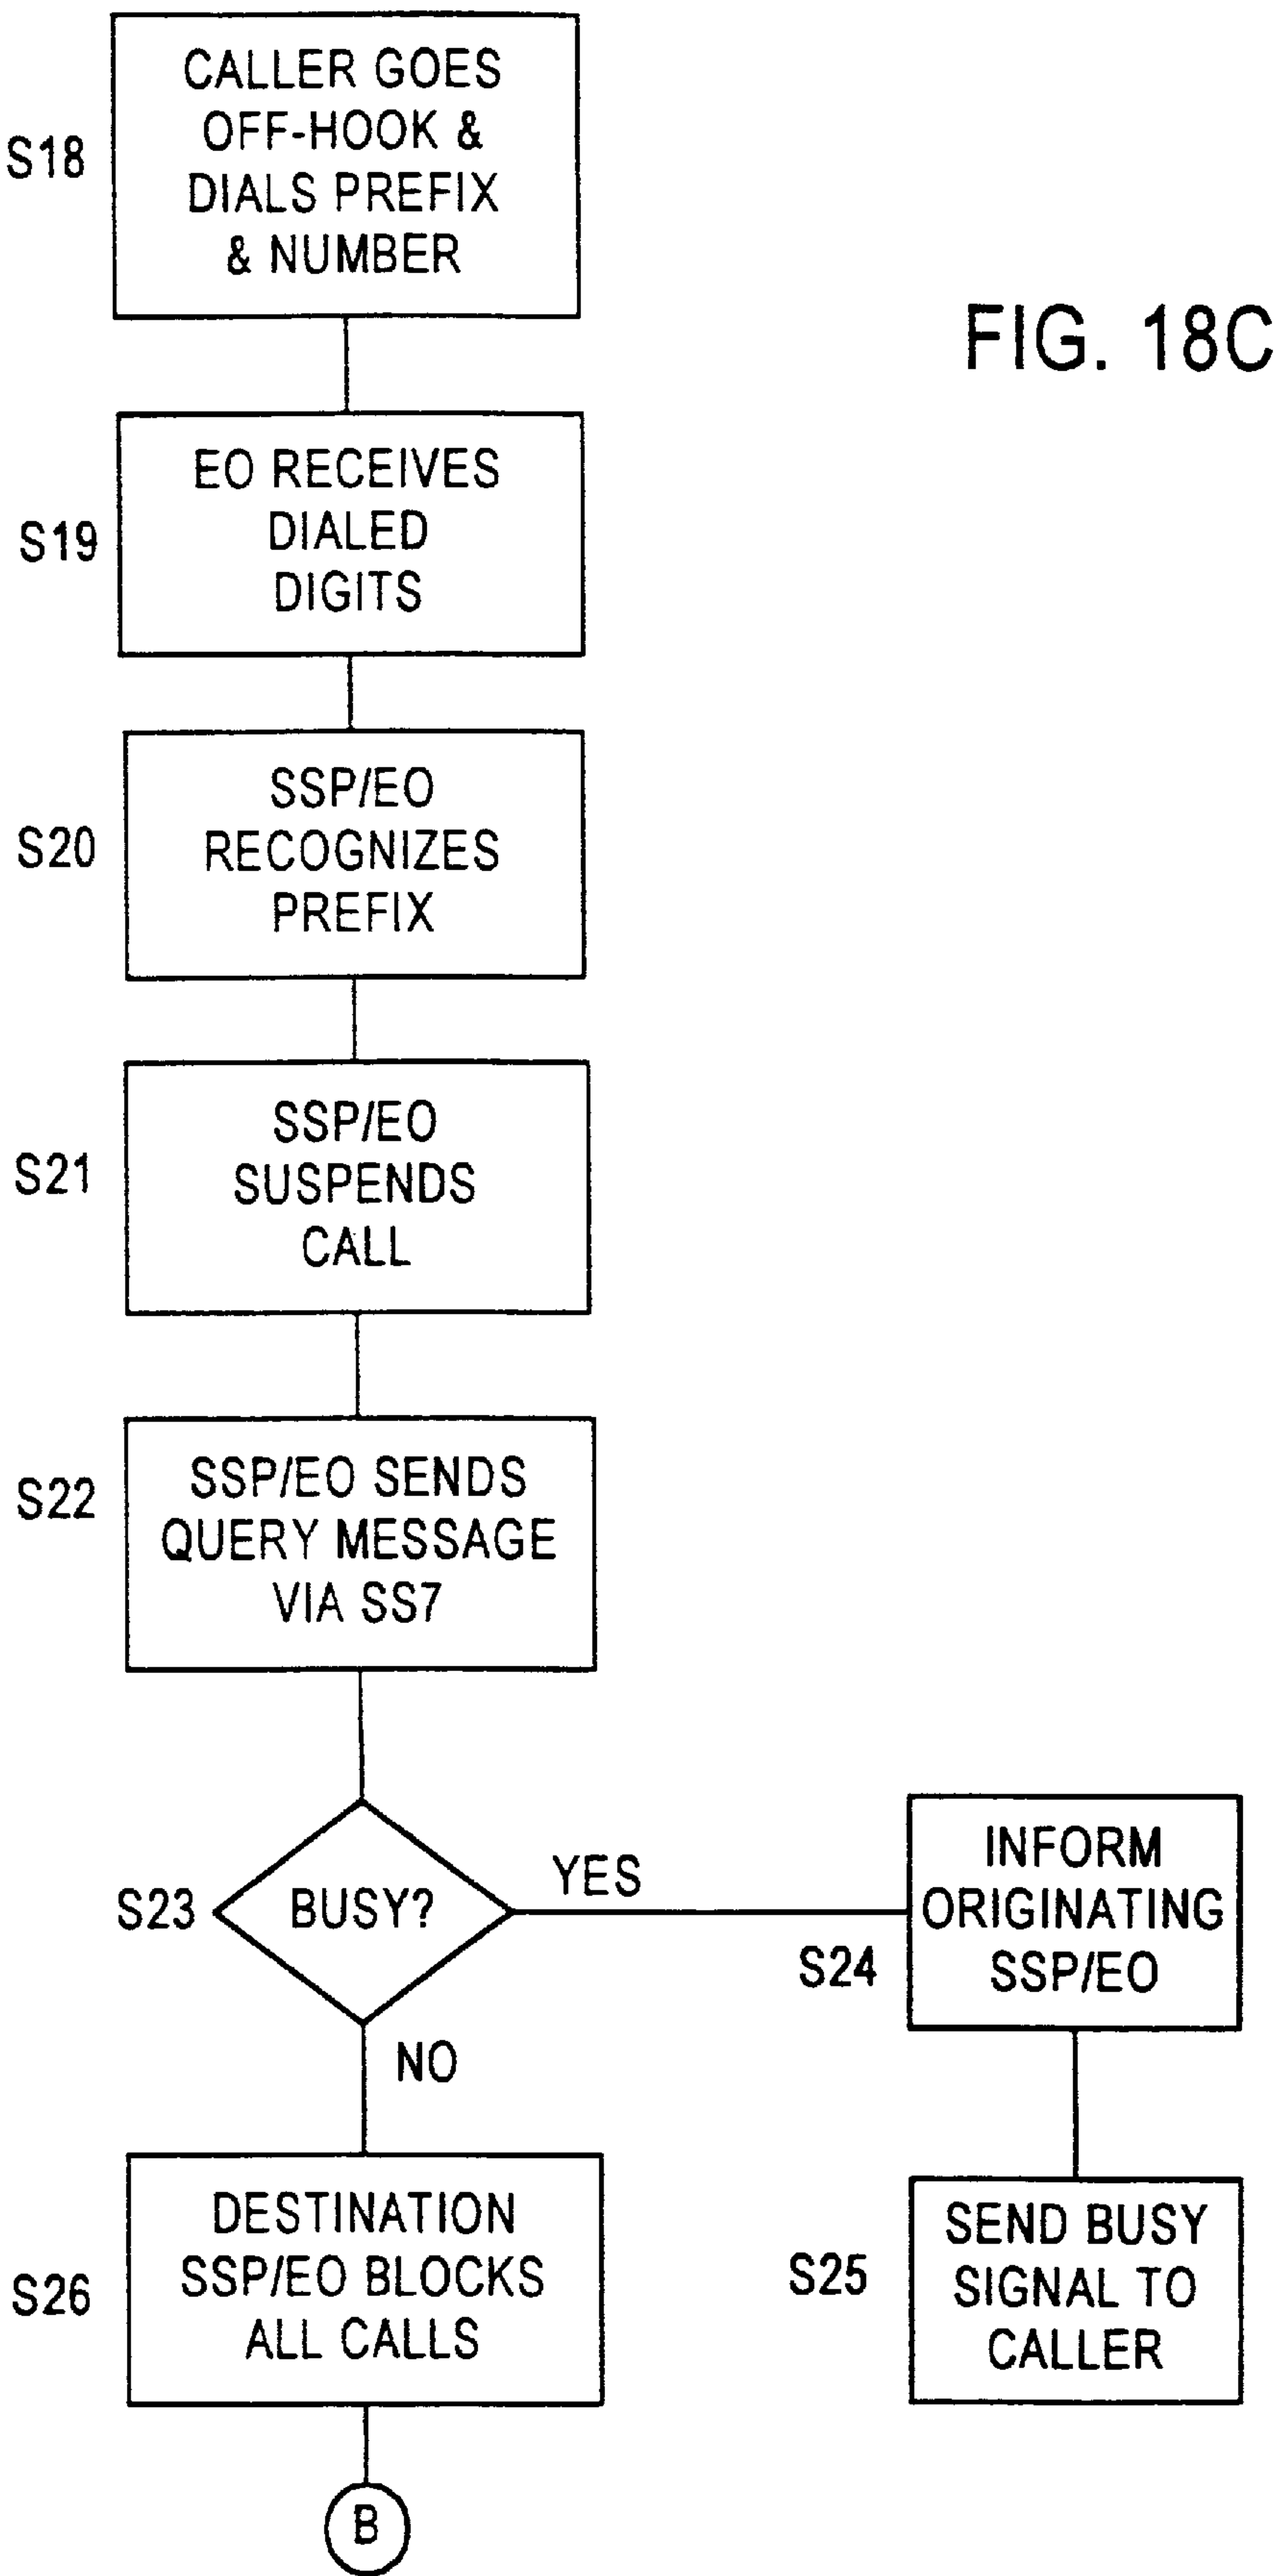 CALLER GOES
OFF-HOOK &
DIALS PREFIX
& NUMBER
S18
FIG. 18C
EO RECEIVES
DIALED
DIGITS
S19
SSP/EO
RECOGNIZES
PREFIX
S20
SSP/EO
SUSPENDS
CALL
S21
SSP/EO SENDS
QUERY MESSAGE
VIA SS7
S22
S23
BUSY?
YES
INFORM
ORIGINATING
SSP/EO
S24
NO
SEND BUSY
SIGNAL TO
CALLER
S25
DESTINATION
SSP/EO BLOCKS
ALL CALLS
S26
B